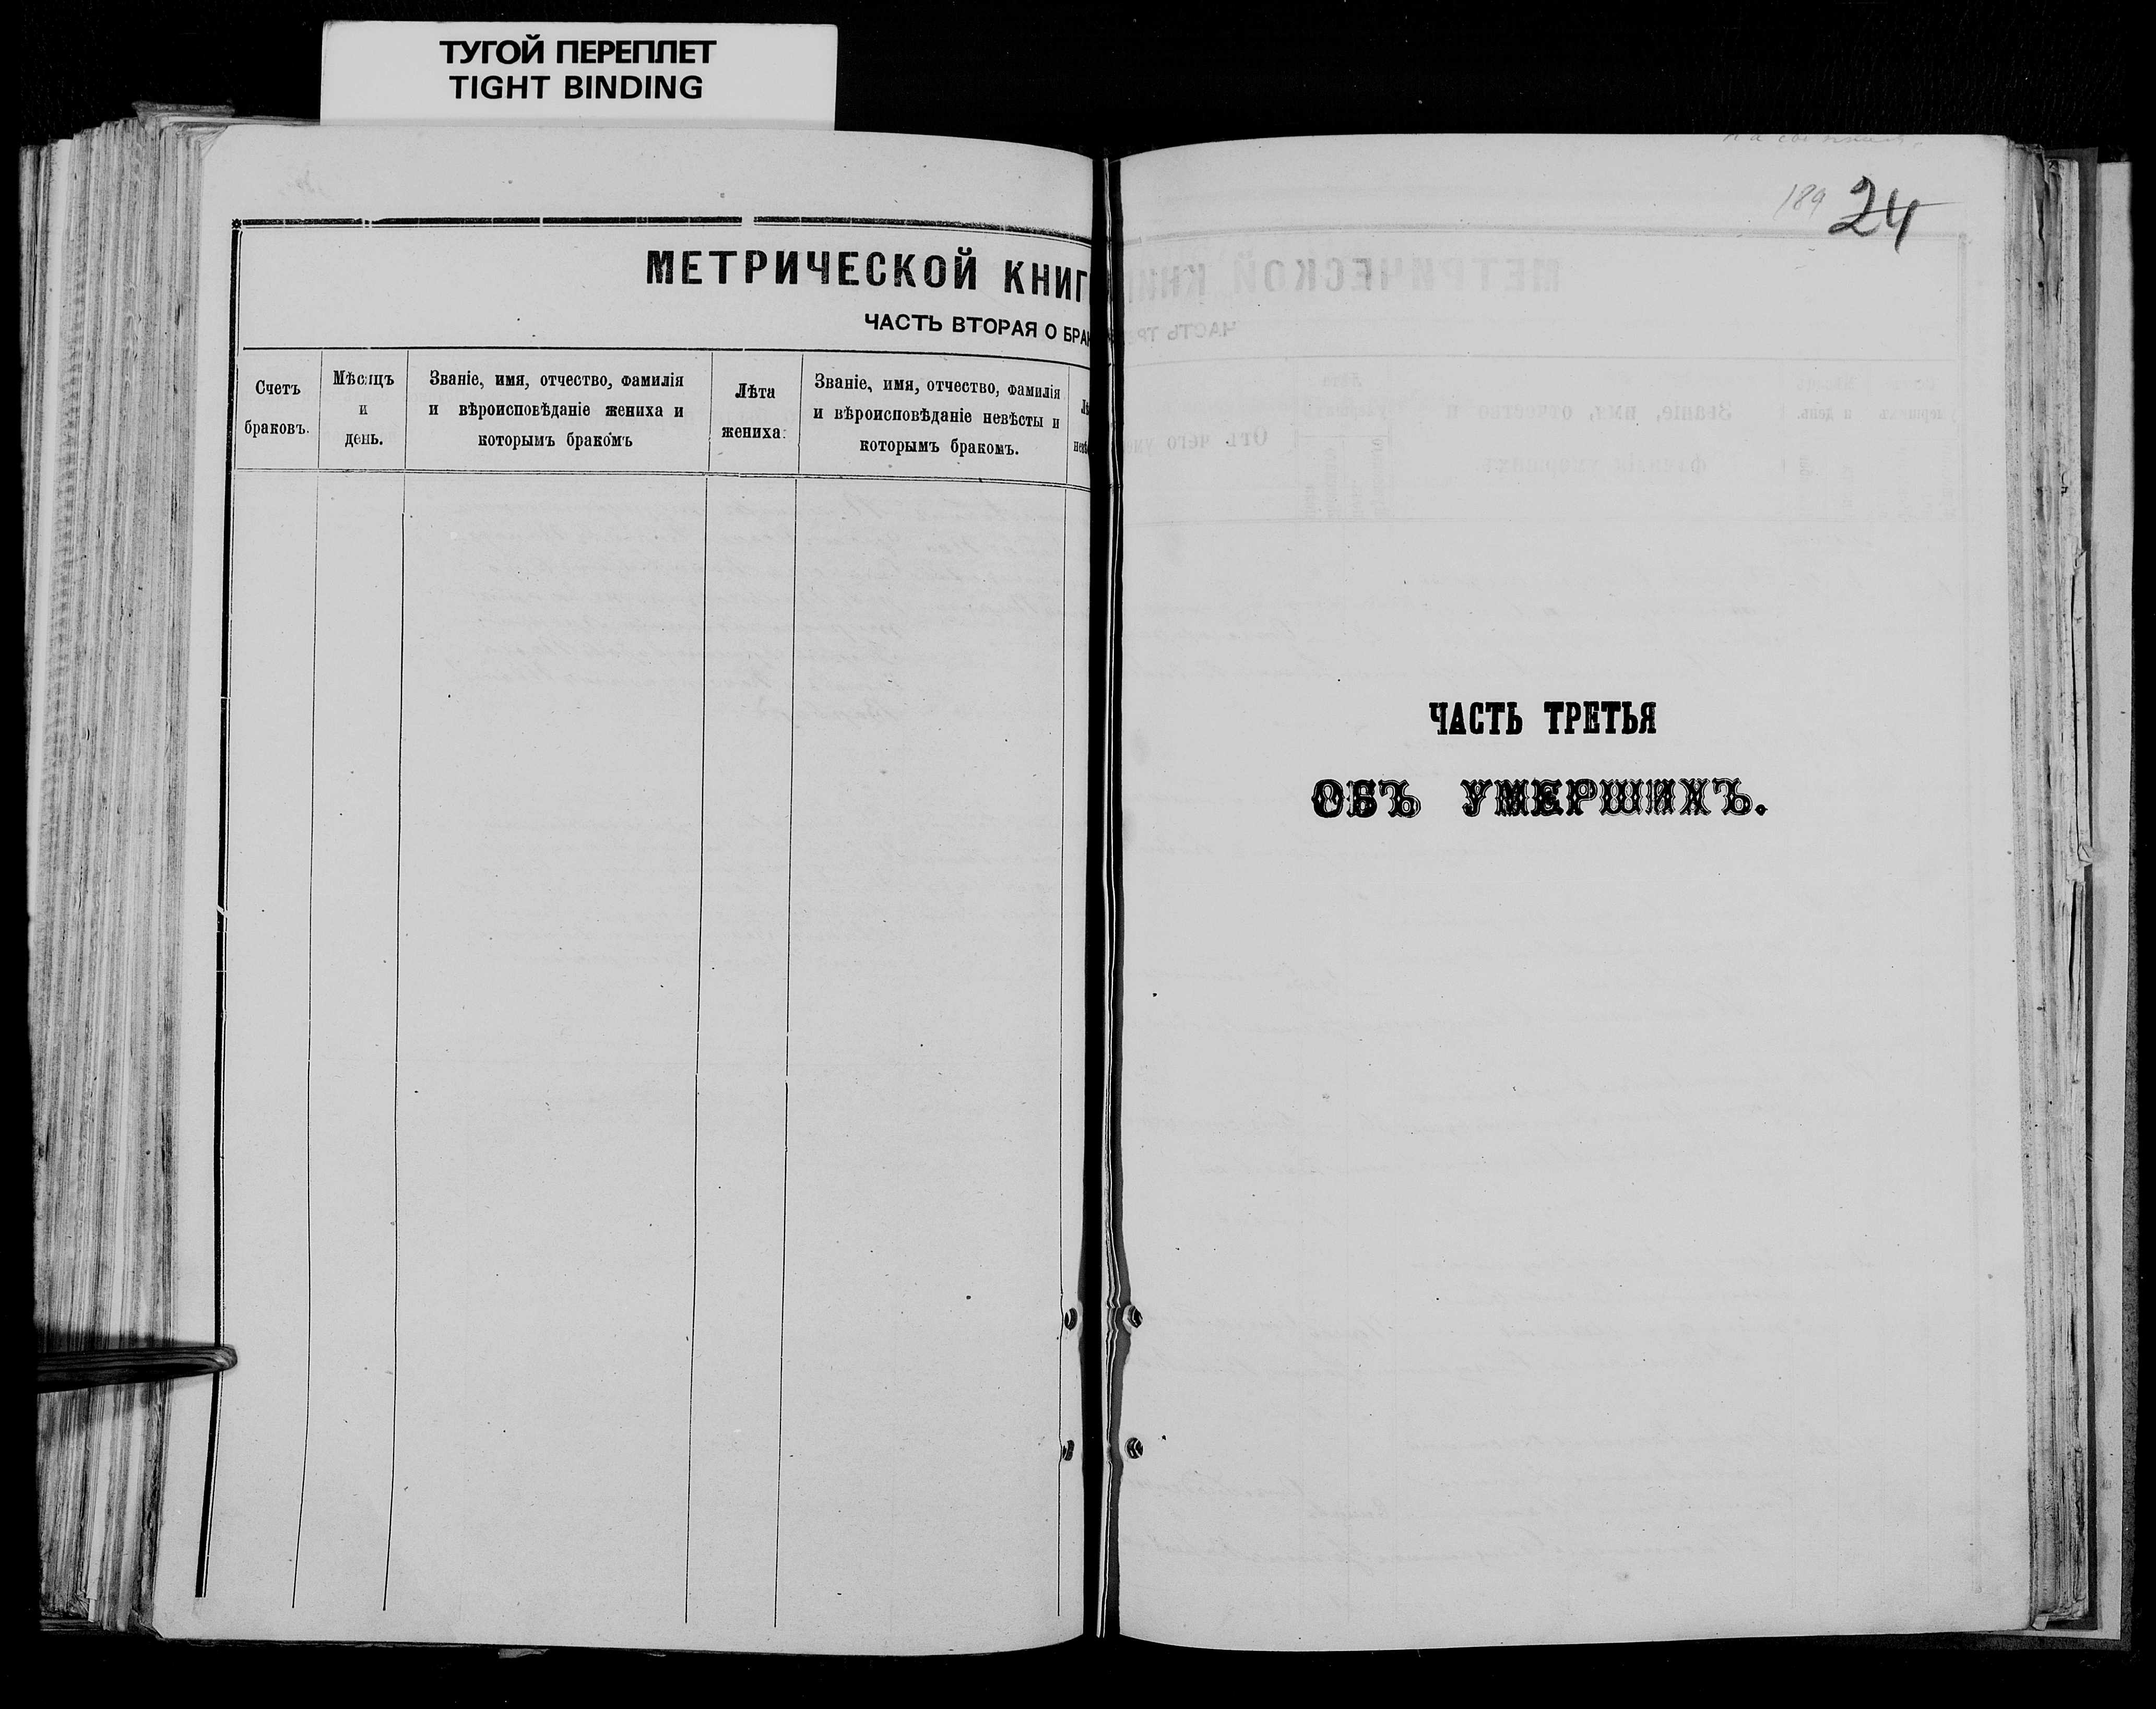 ТУГОЙ ПЕРЕПЛЕТ
TIGHT BINDING
МЕТРИЧЕСКОЙ КНИГ
ЧАСТЬ ВТОРАЯ О БРАК
Счетъ
браковъ.
Мѣсяцъ
и
день.
Званіе, имя, отчество, фамилія
и вѣроисповѣданіе жениха и
которымъ бракомъ
Лѣта
жениха.
Званіе, имя, отчество, фамилія
и вѣроисповѣданіе невѣсты и
которымъ бракомъ.
189 24
ЧАСТЬ ТРЕТЬЯ
ОБЪ УМЕРШИХЪ.